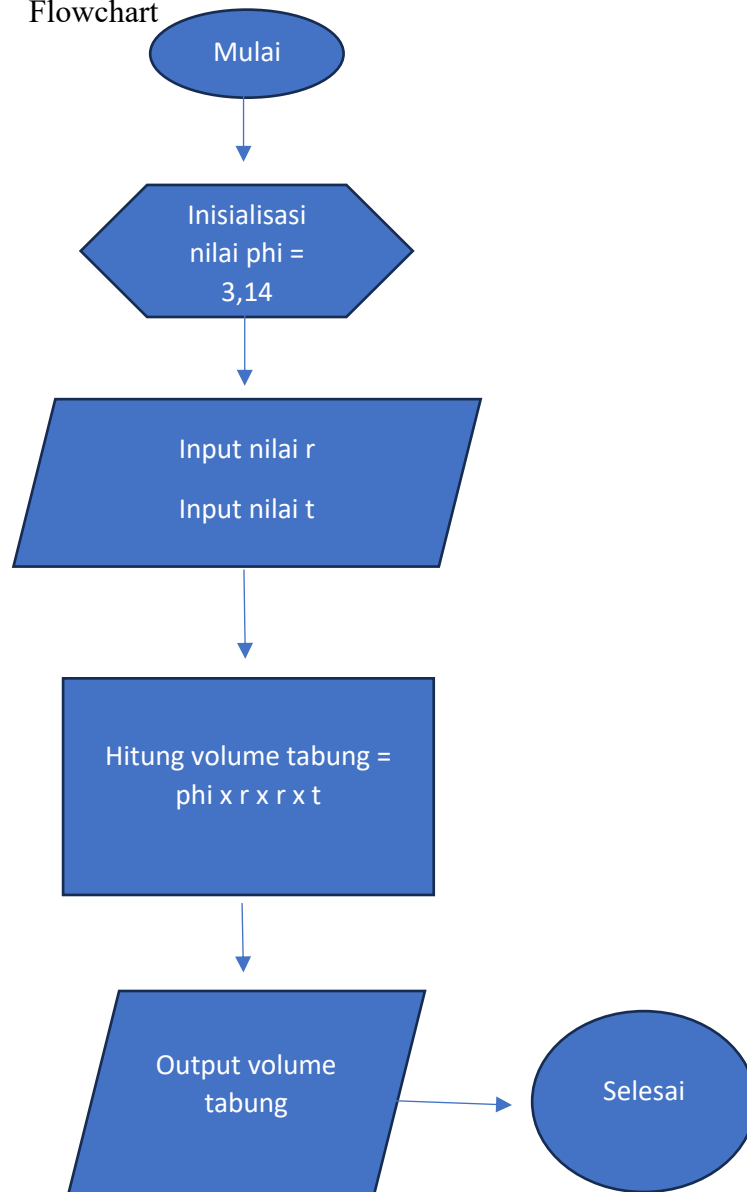 Flowchart
Mulai
Inisialisasi
nilai phi =
3,14
Input nilai r
Input nilai t
Hitung volume tabung =
phi x r x r x t
Output volume
tabung
Selesai